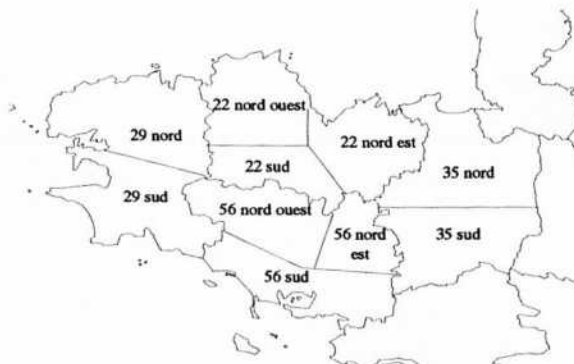 22 nord ouest
29 nord
22 nord est
22 sud
35 nord
29 sud
56 nord ouest
56 nord
est
35 sud
56 sud